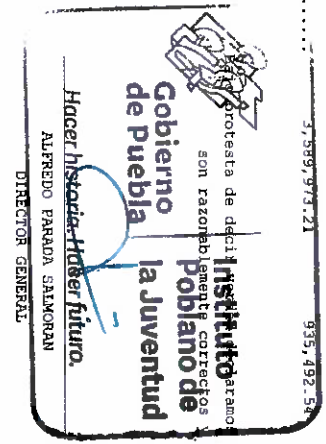 3,589,973.21 935,492.54
protesta de decir
son razonablemente correctos y
Gobierno
de Puebla
Instituto
Poblano de
la Juventud
Hacer historia. Hacer futuro.
ALFREDO PARADA SALMORAN
DIRECTOR GENERAL